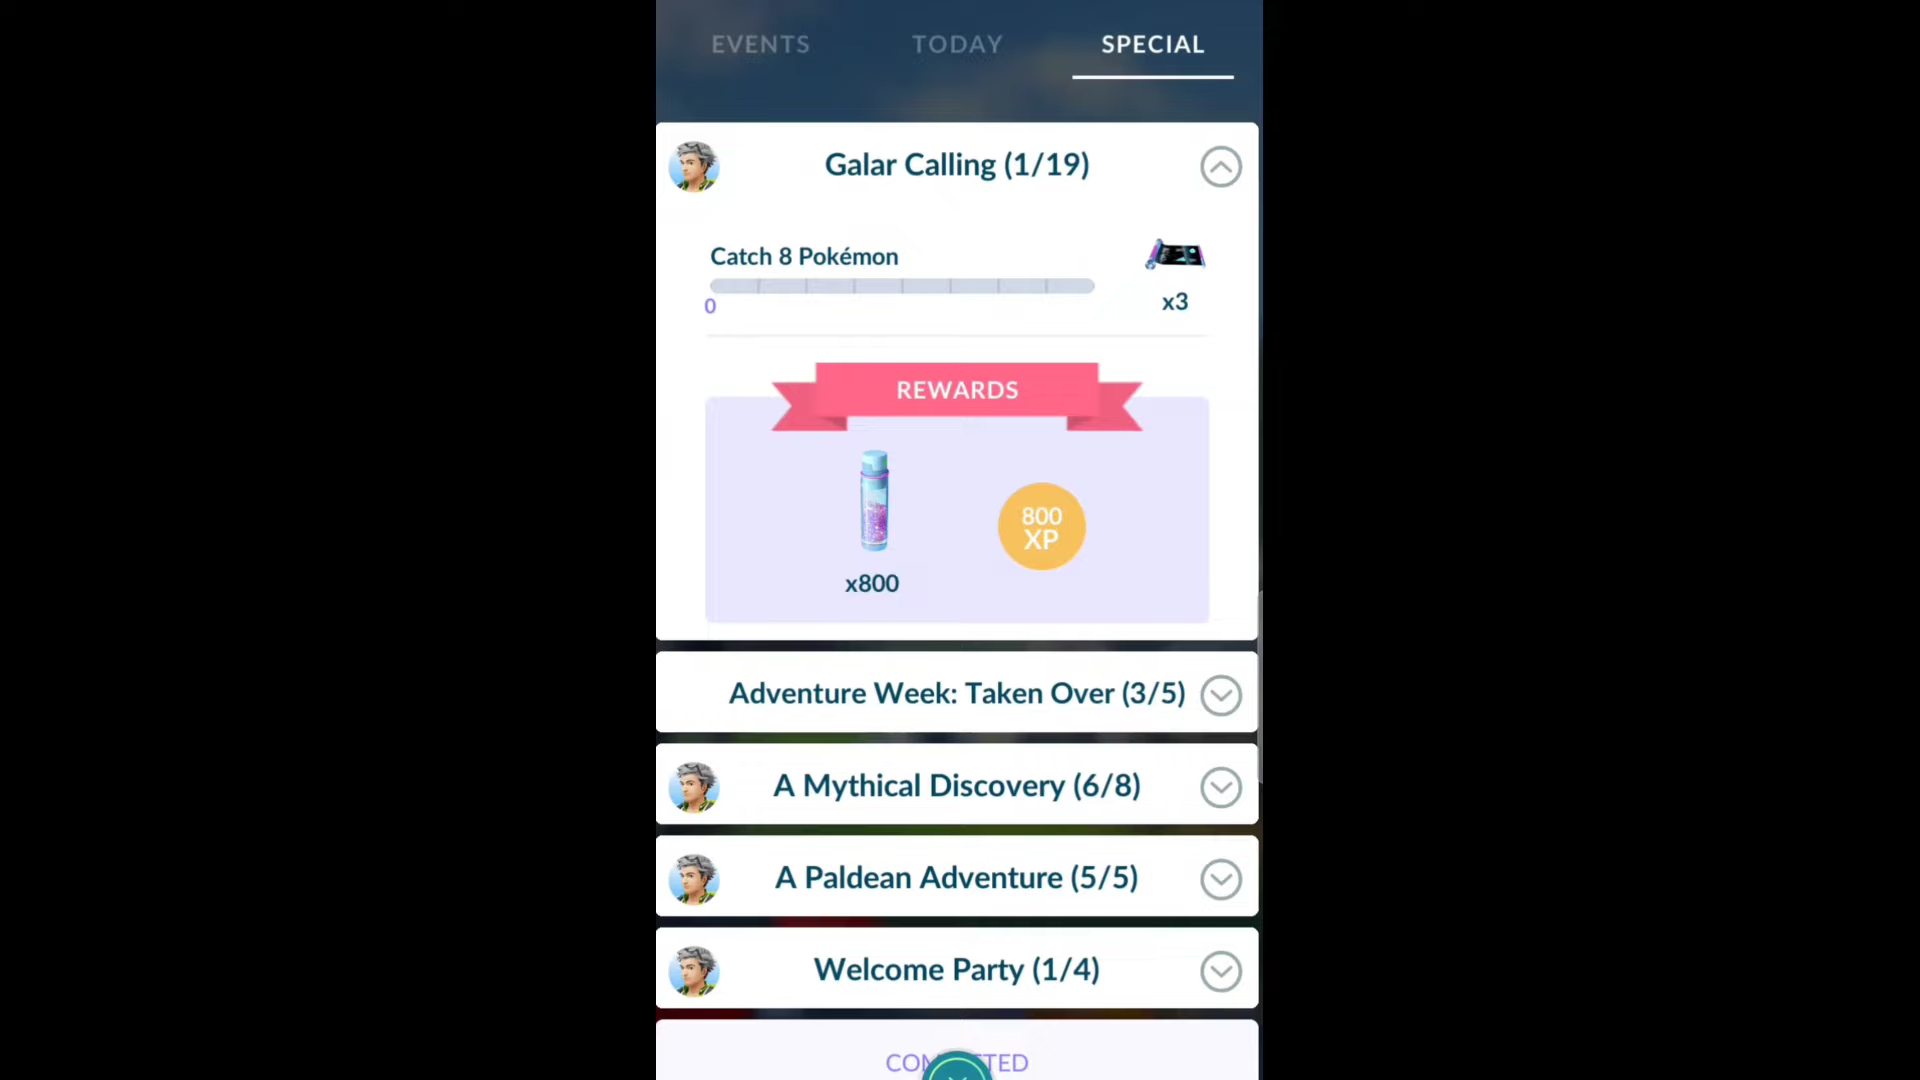 EVENTS TODAY SPECIAL
Galar Calling (1/19)
Catch 8 Pokémon
0
x3
REWARDS
800
XP
x800
Adventure Week: Taken Over (3/5)
A Mythical Discovery (6/8)
A Paldean Adventure (5/5)
Welcome Party (1/4)